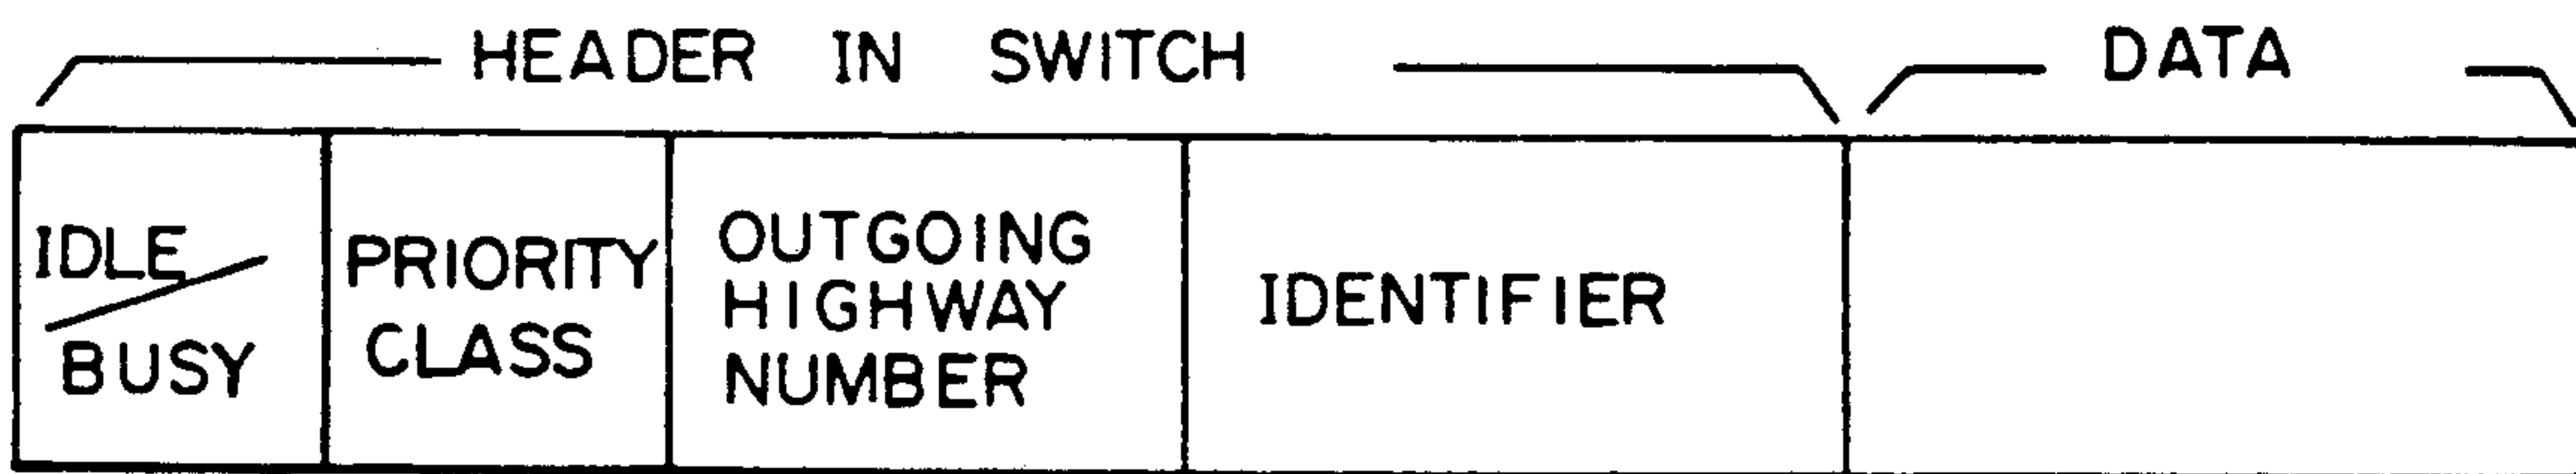 HEADER IN SWITCH DATA
IDLE/
BUSY
PRIORITY
CLASS
OUTGOING
HIGHWAY
NUMBER
IDENTIFIER